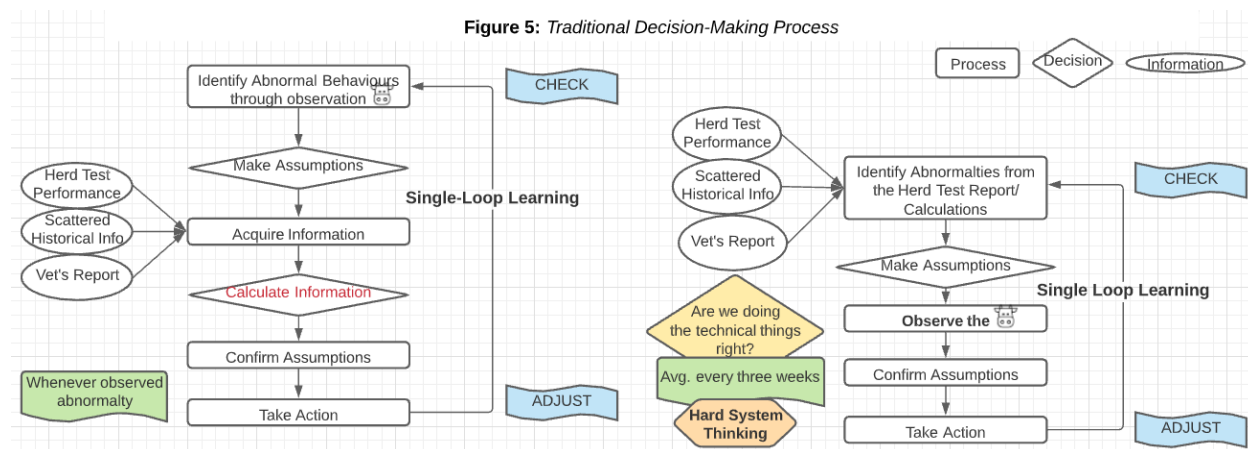 Figure 5: Traditional Decision-Making Process
Process
Decision
Information
Identify Abnormal Behaviours
through observation
CHECK
Make Assumptions
Herd Test
Performance
Scattered
Historical Info
Vet's Report
Acquire Information
Single-Loop Learning
Calculate Information
Confirm Assumptions
Whenever observed
abnormalty
Take Action
ADJUST
Herd Test
Performance
Scattered
Historical Info
Vet's Report
Identify Abnormalties from
the Herd Test Report/
Calculations
CHECK
Make Assumptions
Single Loop Learning
Are we doing
the technical things
right?
Observe the
Avg. every three weeks
Confirm Assumptions
Hard System
Thinking
Take Action
ADJUST